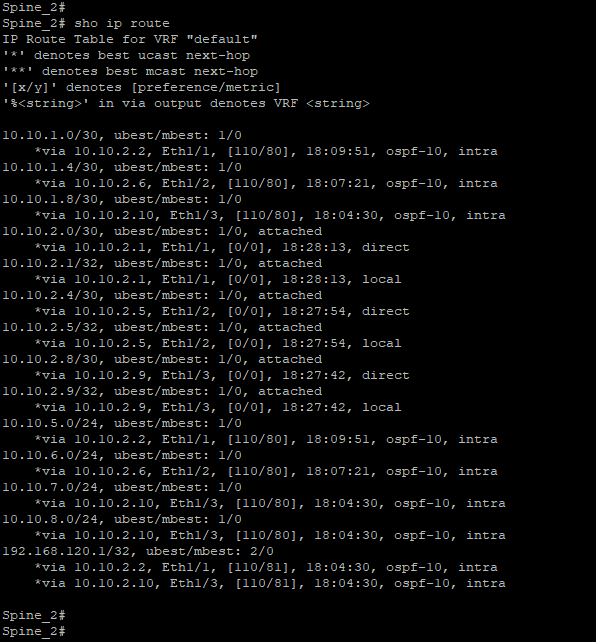 Spine_2#
Spine_2# sho ip route
IP Route Table for VRF "default"
'*' denotes best ucast next-hop
'**' denotes best mcast next-hop
'[x/y]' denotes [preference/metric]
'%<string>' in via output denotes VRF <string>

10.10.1.0/30, ubest/mbest: 1/0
    *via 10.10.2.2, Eth1/1, [110/80], 18:09:51, ospf-10, intra
10.10.1.4/30, ubest/mbest: 1/0
    *via 10.10.2.6, Eth1/2, [110/80], 18:07:21, ospf-10, intra
10.10.1.8/30, ubest/mbest: 1/0
    *via 10.10.2.10, Eth1/3, [110/80], 18:04:30, ospf-10, intra
10.10.2.0/30, ubest/mbest: 1/0, attached
    *via 10.10.2.1, Eth1/1, [0/0], 18:28:13, direct
10.10.2.1/32, ubest/mbest: 1/0, attached
    *via 10.10.2.1, Eth1/1, [0/0], 18:28:13, local
10.10.2.4/30, ubest/mbest: 1/0, attached
    *via 10.10.2.5, Eth1/2, [0/0], 18:27:54, direct
10.10.2.5/32, ubest/mbest: 1/0, attached
    *via 10.10.2.5, Eth1/2, [0/0], 18:27:54, local
10.10.2.8/30, ubest/mbest: 1/0, attached
    *via 10.10.2.9, Eth1/3, [0/0], 18:27:42, direct
10.10.2.9/32, ubest/mbest: 1/0, attached
    *via 10.10.2.9, Eth1/3, [0/0], 18:27:42, local
10.10.5.0/24, ubest/mbest: 1/0
    *via 10.10.2.2, Eth1/1, [110/80], 18:09:51, ospf-10, intra
10.10.6.0/24, ubest/mbest: 1/0
    *via 10.10.2.6, Eth1/2, [110/80], 18:07:21, ospf-10, intra
10.10.7.0/24, ubest/mbest: 1/0
    *via 10.10.2.10, Eth1/3, [110/80], 18:04:30, ospf-10, intra
10.10.8.0/24, ubest/mbest: 1/0
    *via 10.10.2.10, Eth1/3, [110/80], 18:04:30, ospf-10, intra
192.168.120.1/32, ubest/mbest: 2/0
    *via 10.10.2.2, Eth1/1, [110/81], 18:04:30, ospf-10, intra
    *via 10.10.2.10, Eth1/3, [110/81], 18:04:30, ospf-10, intra

Spine_2#
Spine_2#